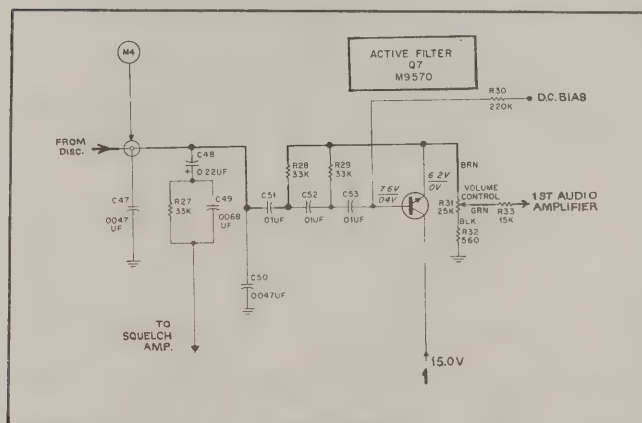 M4
ACTIVE FILTER
Q7
M9570
R30
220K
D.C. BIAS
FROM
DISC.
C48
+
0.22UF
R28
33K
R29
33K
BRN
C47
.0047
UF
R27
33K
C49
.0068
UF
C51
.01UF
C52
.01UF
C53
.01UF
7.6V
.04V
6.2V
0V
VOLUME
CONTROL
R31
25K
GRN
BLK
R33
15K
1ST AUDIO
AMPLIFIER
R32
560
C50
.0047UF
TO
SQUELCH
AMP.
15.0V